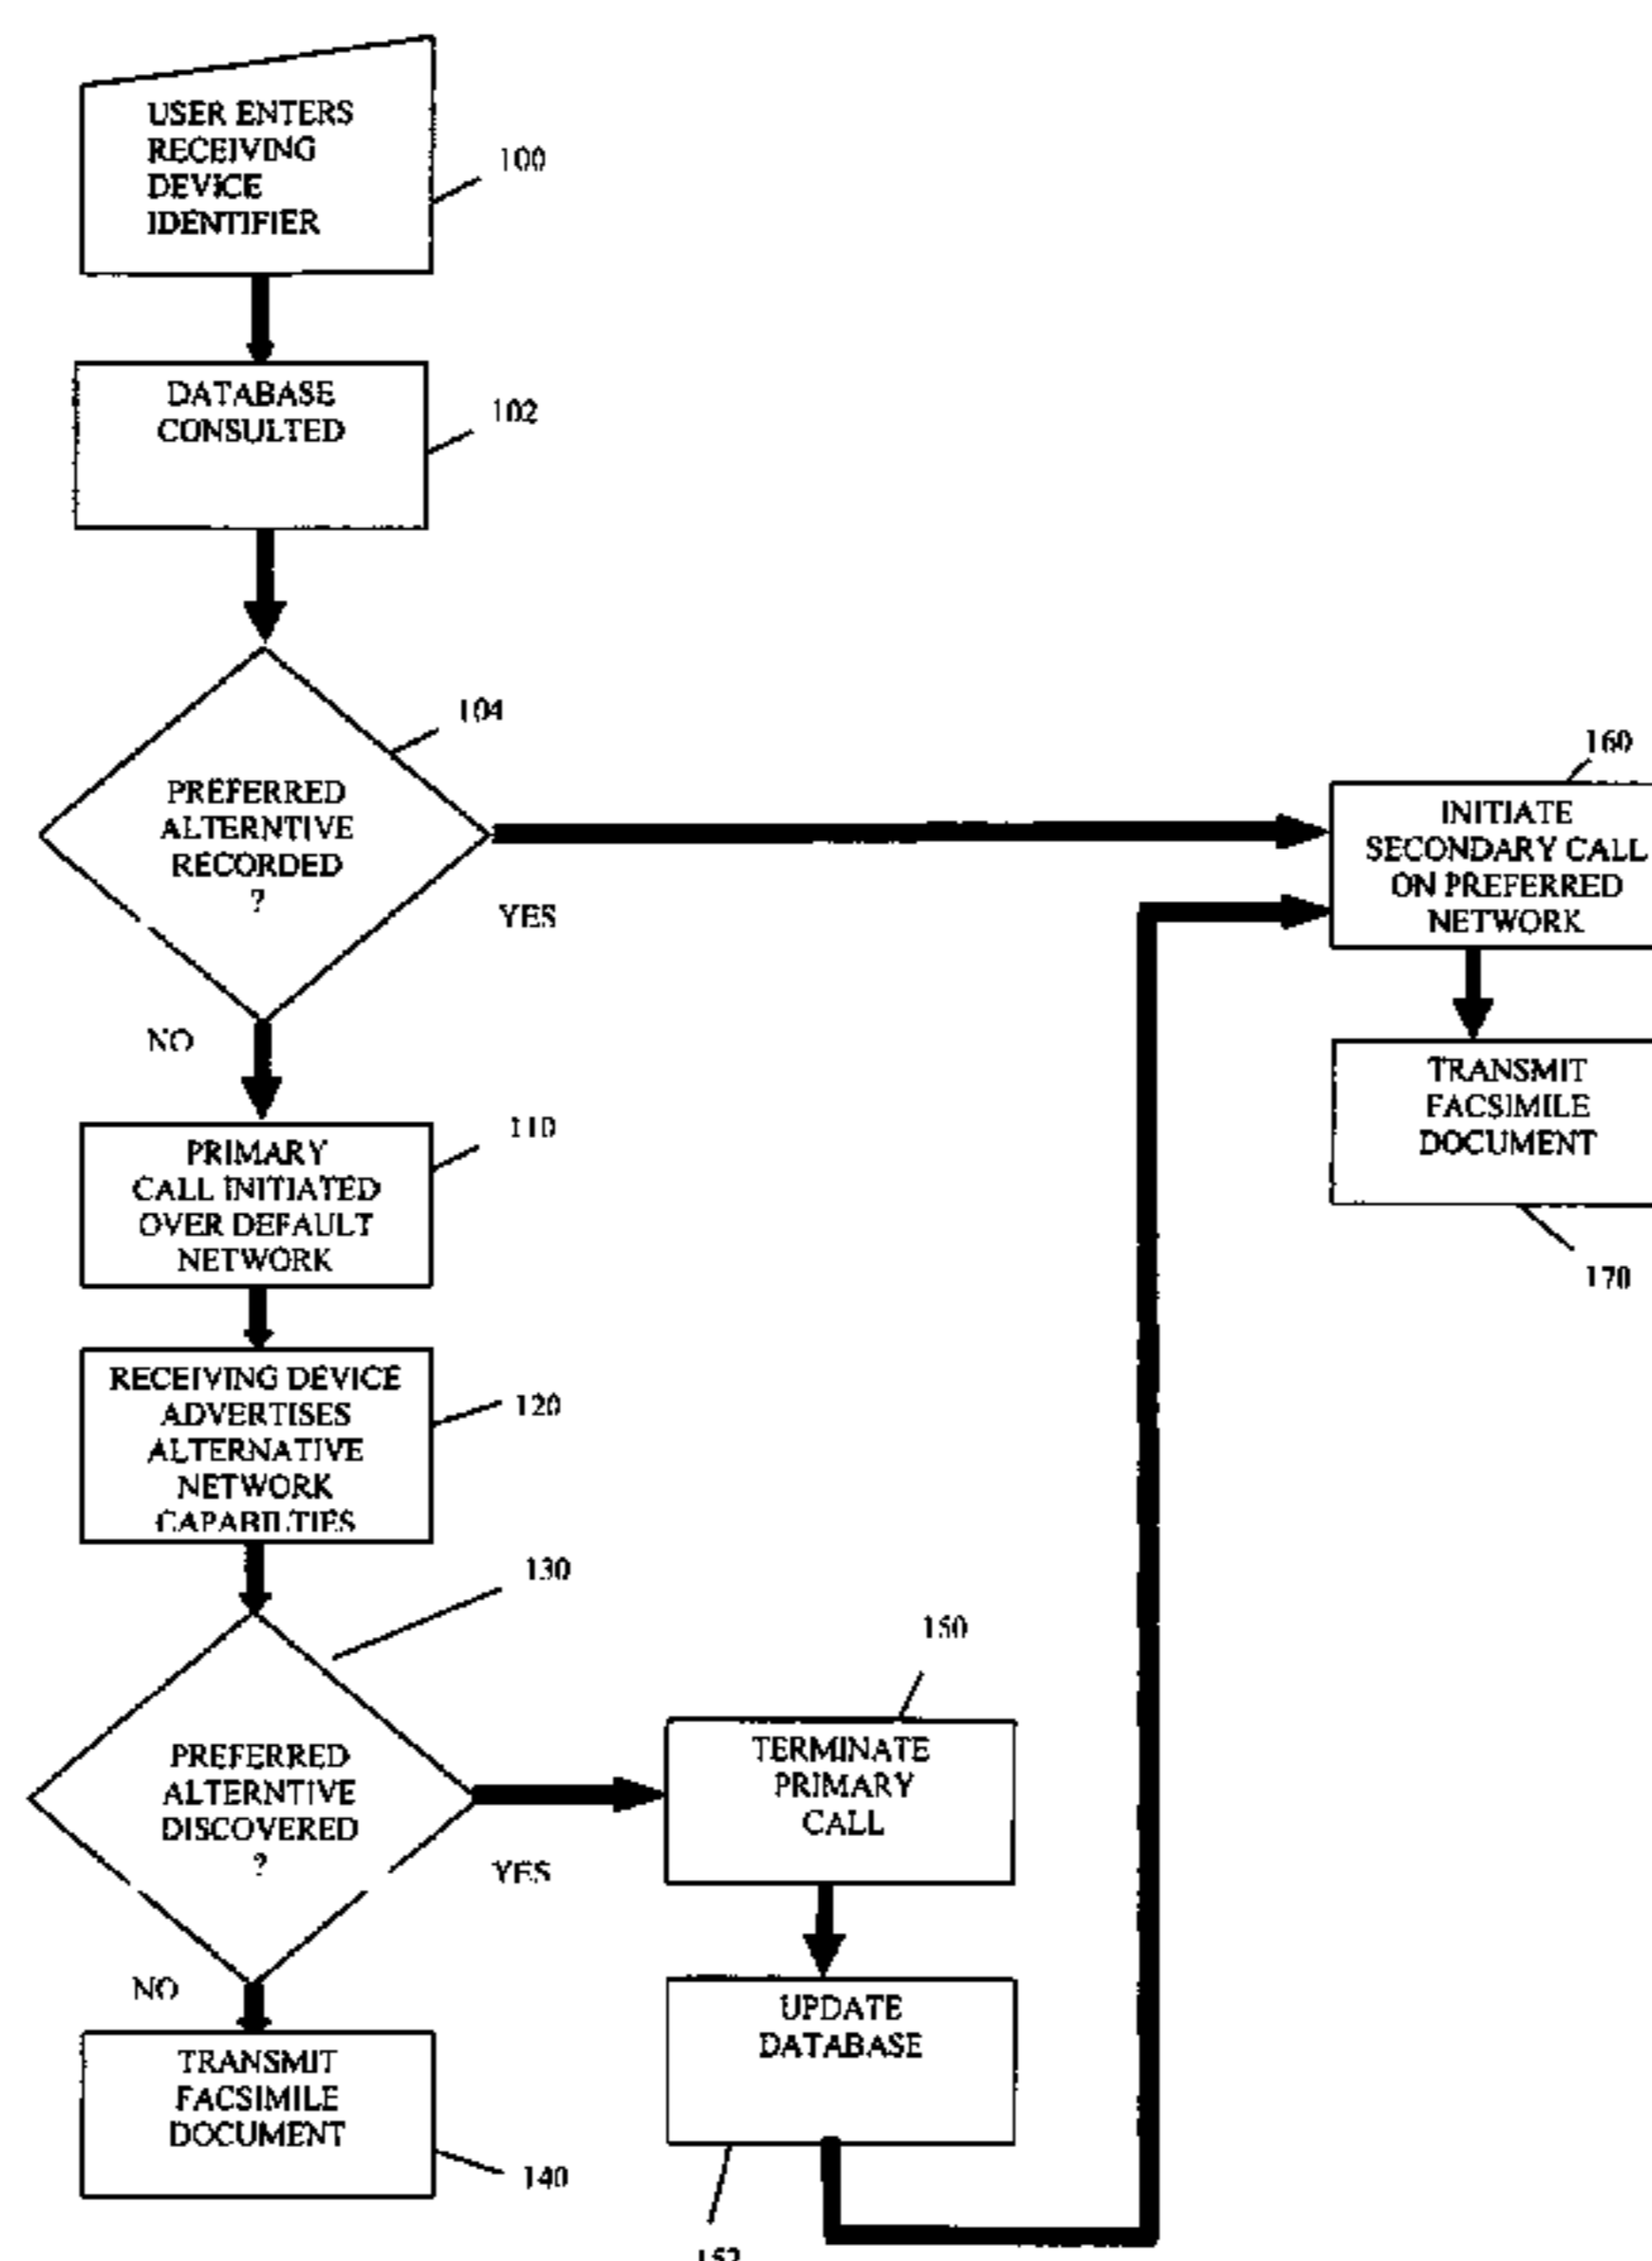 USER ENTERS
RECEIVING
DEVICE
IDENTIFIER
100
DATABASE
CONSULTED
102
104
PREFERRED
ALTERNTIVE
RECORDED
?
YES
NO
160
INITIATE
SECONDARY CALL
ON PREFERRED
NETWORK
TRANSMIT
FACSIMILE
DOCUMENT
170
110
PRIMARY
CALL INITIATED
OVER DEFAULT
NETWORK
RECEIVING DEVICE
ADVERTISES
ALTERNATIVE
NETWORK
CAPABILTIES
120
130
PREFERRED
ALTERNTIVE
DISCOVERED
?
YES
NO
150
TERMINATE
PRIMARY
CALL
UPDATE
DATABASE
152
TRANSMIT
FACSIMILE
DOCUMENT
140